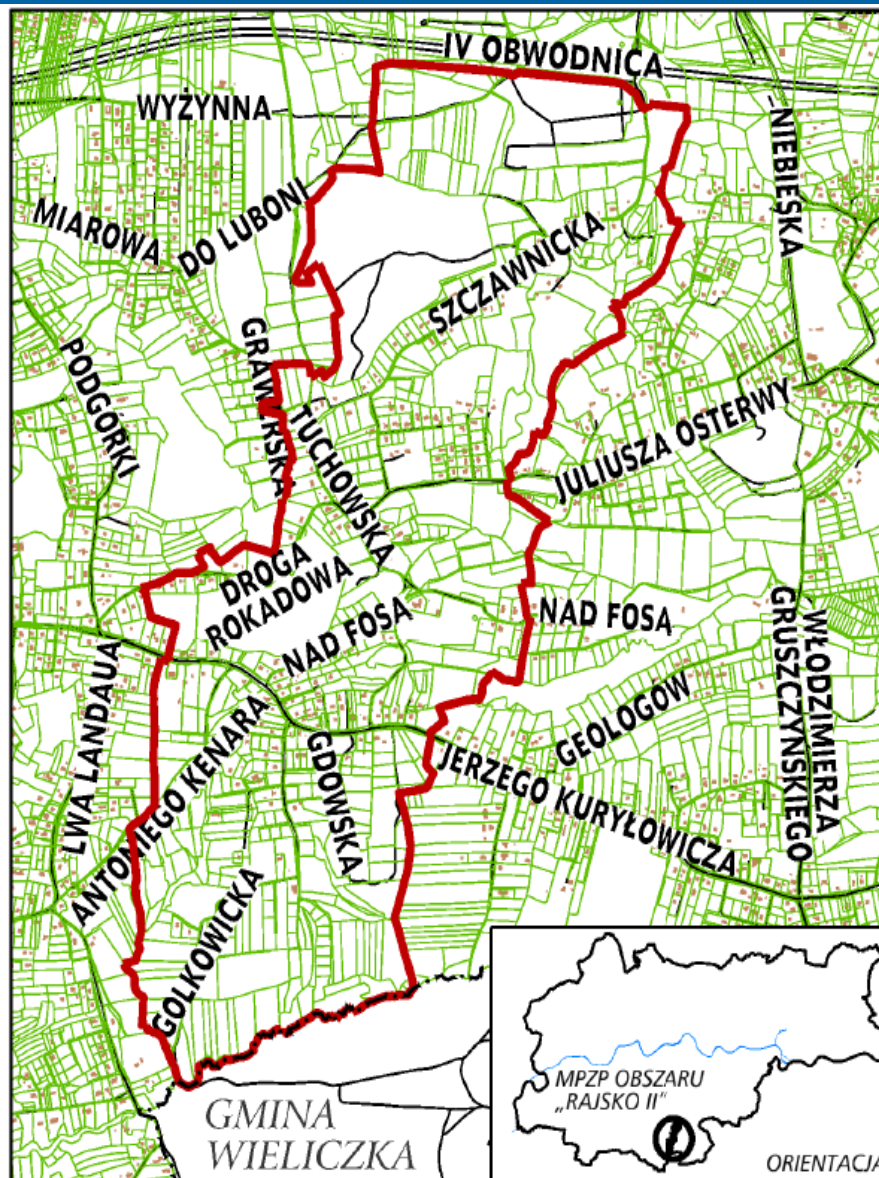 IV OBWODNICA
WYŻYNNA
NIEBIESKA
MIAROWA
DO LUBONI
SZCZAWNICKA
PODGÓRKI
TUCHOWSKA
JULIUSZA OSTERWY
DROGA
ROKADOWA
NAD FOSĄ
NAD FOSĄ
WŁODZIMIERZA
GRUSZCZYŃSKIEGO
LWA LANDAUA
ANTONIEGO KENARA
GDOWSKA
GEOLOGÓW
JERZEGO KURYŁOWICZA
GOLKOWICKA
GMINA
WIELICZKA
MPZP OBSZARU
„RAJSKO II"
ORIENTACJA